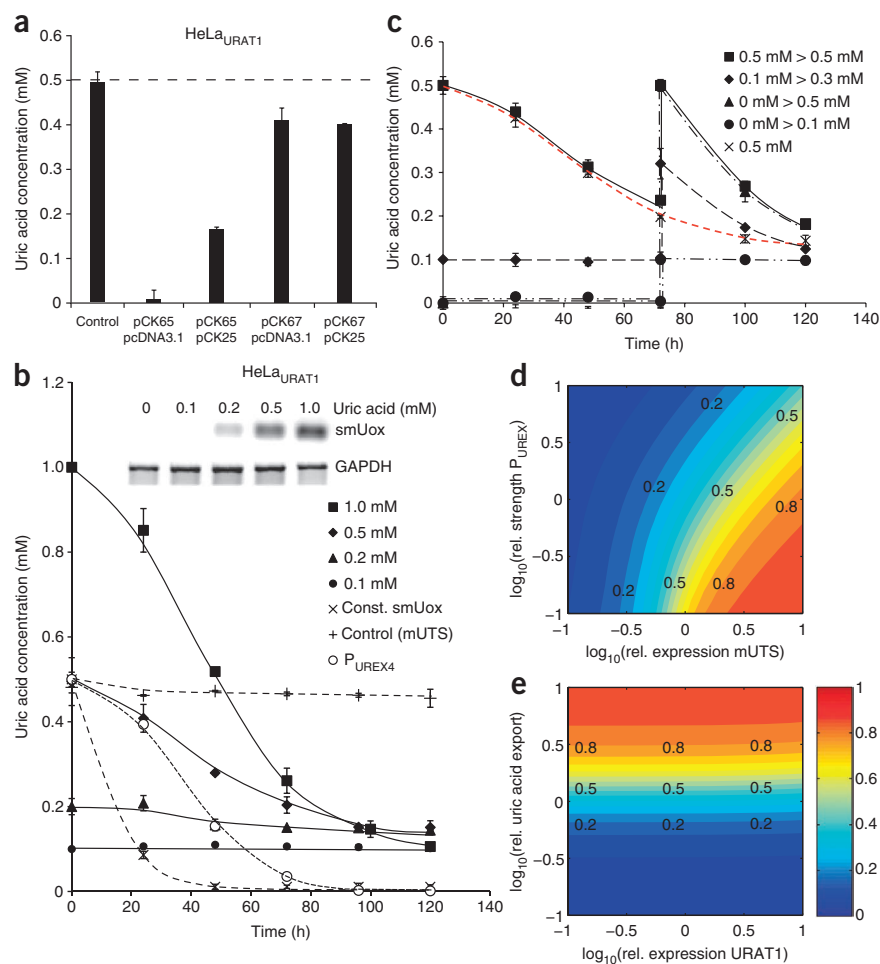 a
HeLaURAT1
Uric acid concentration (mM)
0.6
0.5
0.4
0.3
0.2
0.1
0
Control
pCK65 pcDNA3.1
pCK65 pCK25
pCK67 pcDNA3.1
pCK67 pCK25
c
Uric acid concentration (mM)
0.6
0.5
0.4
0.3
0.2
0.1
0
0 20 40 60 80 100 120 140
Time (h)
0.5 mM > 0.5 mM
0.1 mM > 0.3 mM
0 mM > 0.5 mM
0 mM > 0.1 mM
0.5 mM
b
HeLaURAT1
Uric acid concentration (mM)
1.2
1.0
0.8
0.6
0.4
0.2
0
0 20 40 60 80 100 120 140
Time (h)
0 0.1 0.2 0.5 1.0 Uric acid (mM)
smUox
GAPDH
1.0 mM
0.5 mM
0.2 mM
0.1 mM
Const. smUox
Control (mUTS)
PUREX4
d
log10(rel. strength PUREX)
1
0.5
0
−0.5
−1
−1 −0.5 0.0 0.5 1
log10(rel. expression mUTS)
0.2
0.5
0.2
0.5
0.8
0.2
0.5
0.8
e
log10(rel. uric acid export)
1
0.5
0
−0.5
−1
−1 −0.5 0 0.5 1
log10(rel. expression URAT1)
0.8 0.8 0.8
0.5 0.5 0.5
0.2 0.2 0.2
1
0.8
0.6
0.4
0.2
0